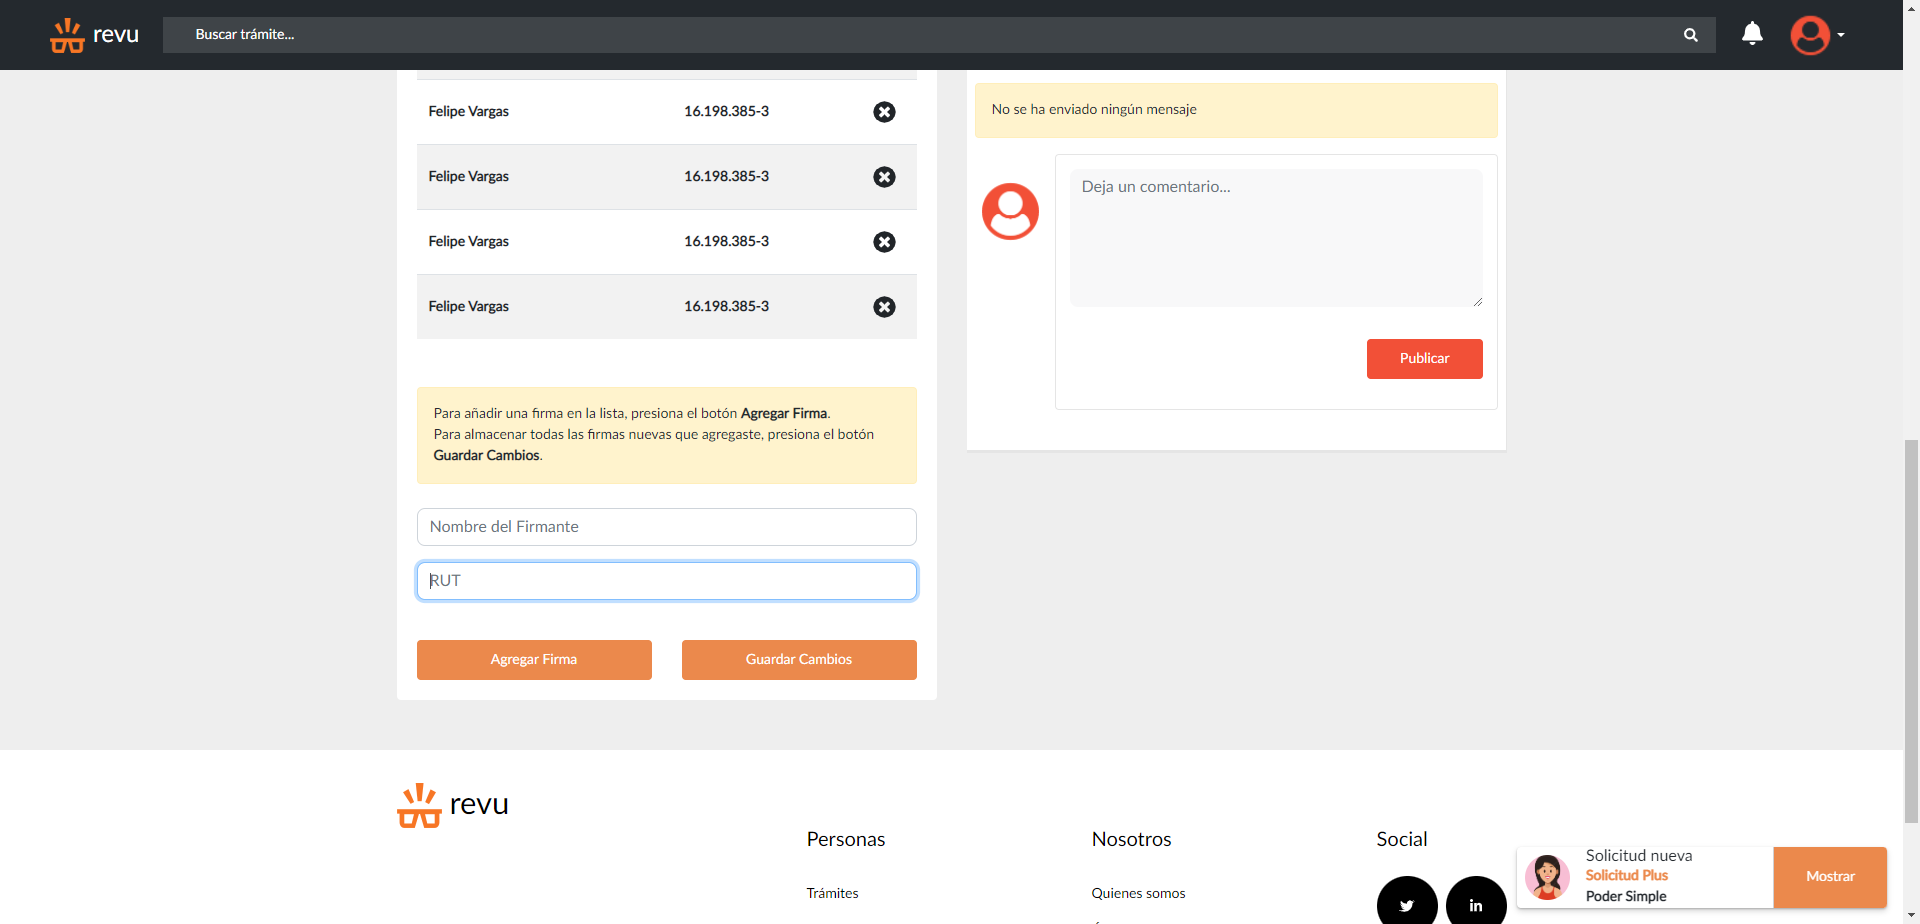 revu
Buscar trámite...
Felipe Vargas 16.198.385-3
Felipe Vargas 16.198.385-3
Felipe Vargas 16.198.385-3
Felipe Vargas 16.198.385-3
Para añadir una firma en la lista, presiona el botón Agregar Firma.
Para almacenar todas las firmas nuevas que agregaste, presiona el botón
Guardar Cambios.
Nombre del Firmante
RUT
Agregar Firma
Guardar Cambios
No se ha enviado ningún mensaje
Deja un comentario...
Publicar
revu
Personas
Trámites
Nosotros
Quienes somos
Social
in
Solicitud nueva
Solicitud Plus
Poder Simple
Mostrar